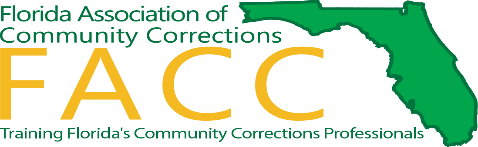 Florida Association of
Community Corrections
FACC
Training Florida's Community Corrections Professionals